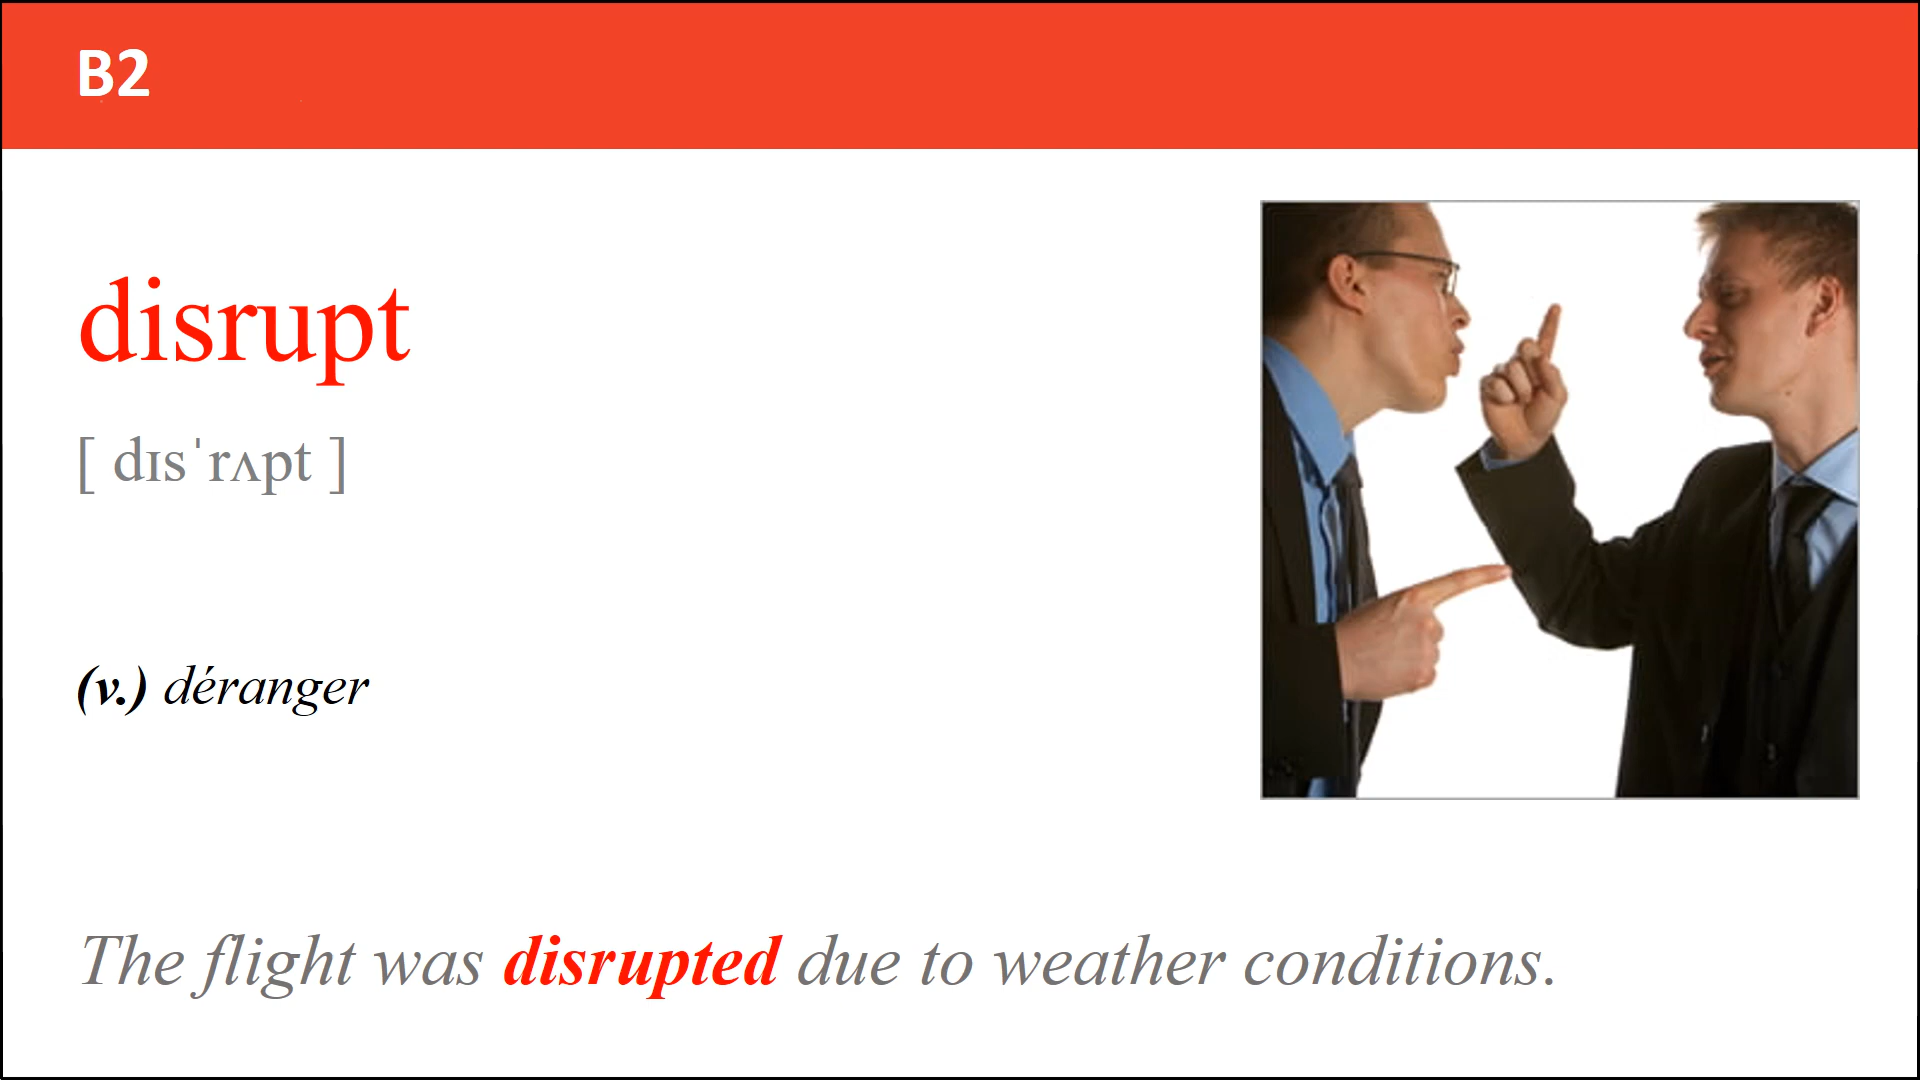 B2
disrupt
[ dɪsˈrʌpt ]
(v.) déranger
The flight was disrupted due to weather conditions.